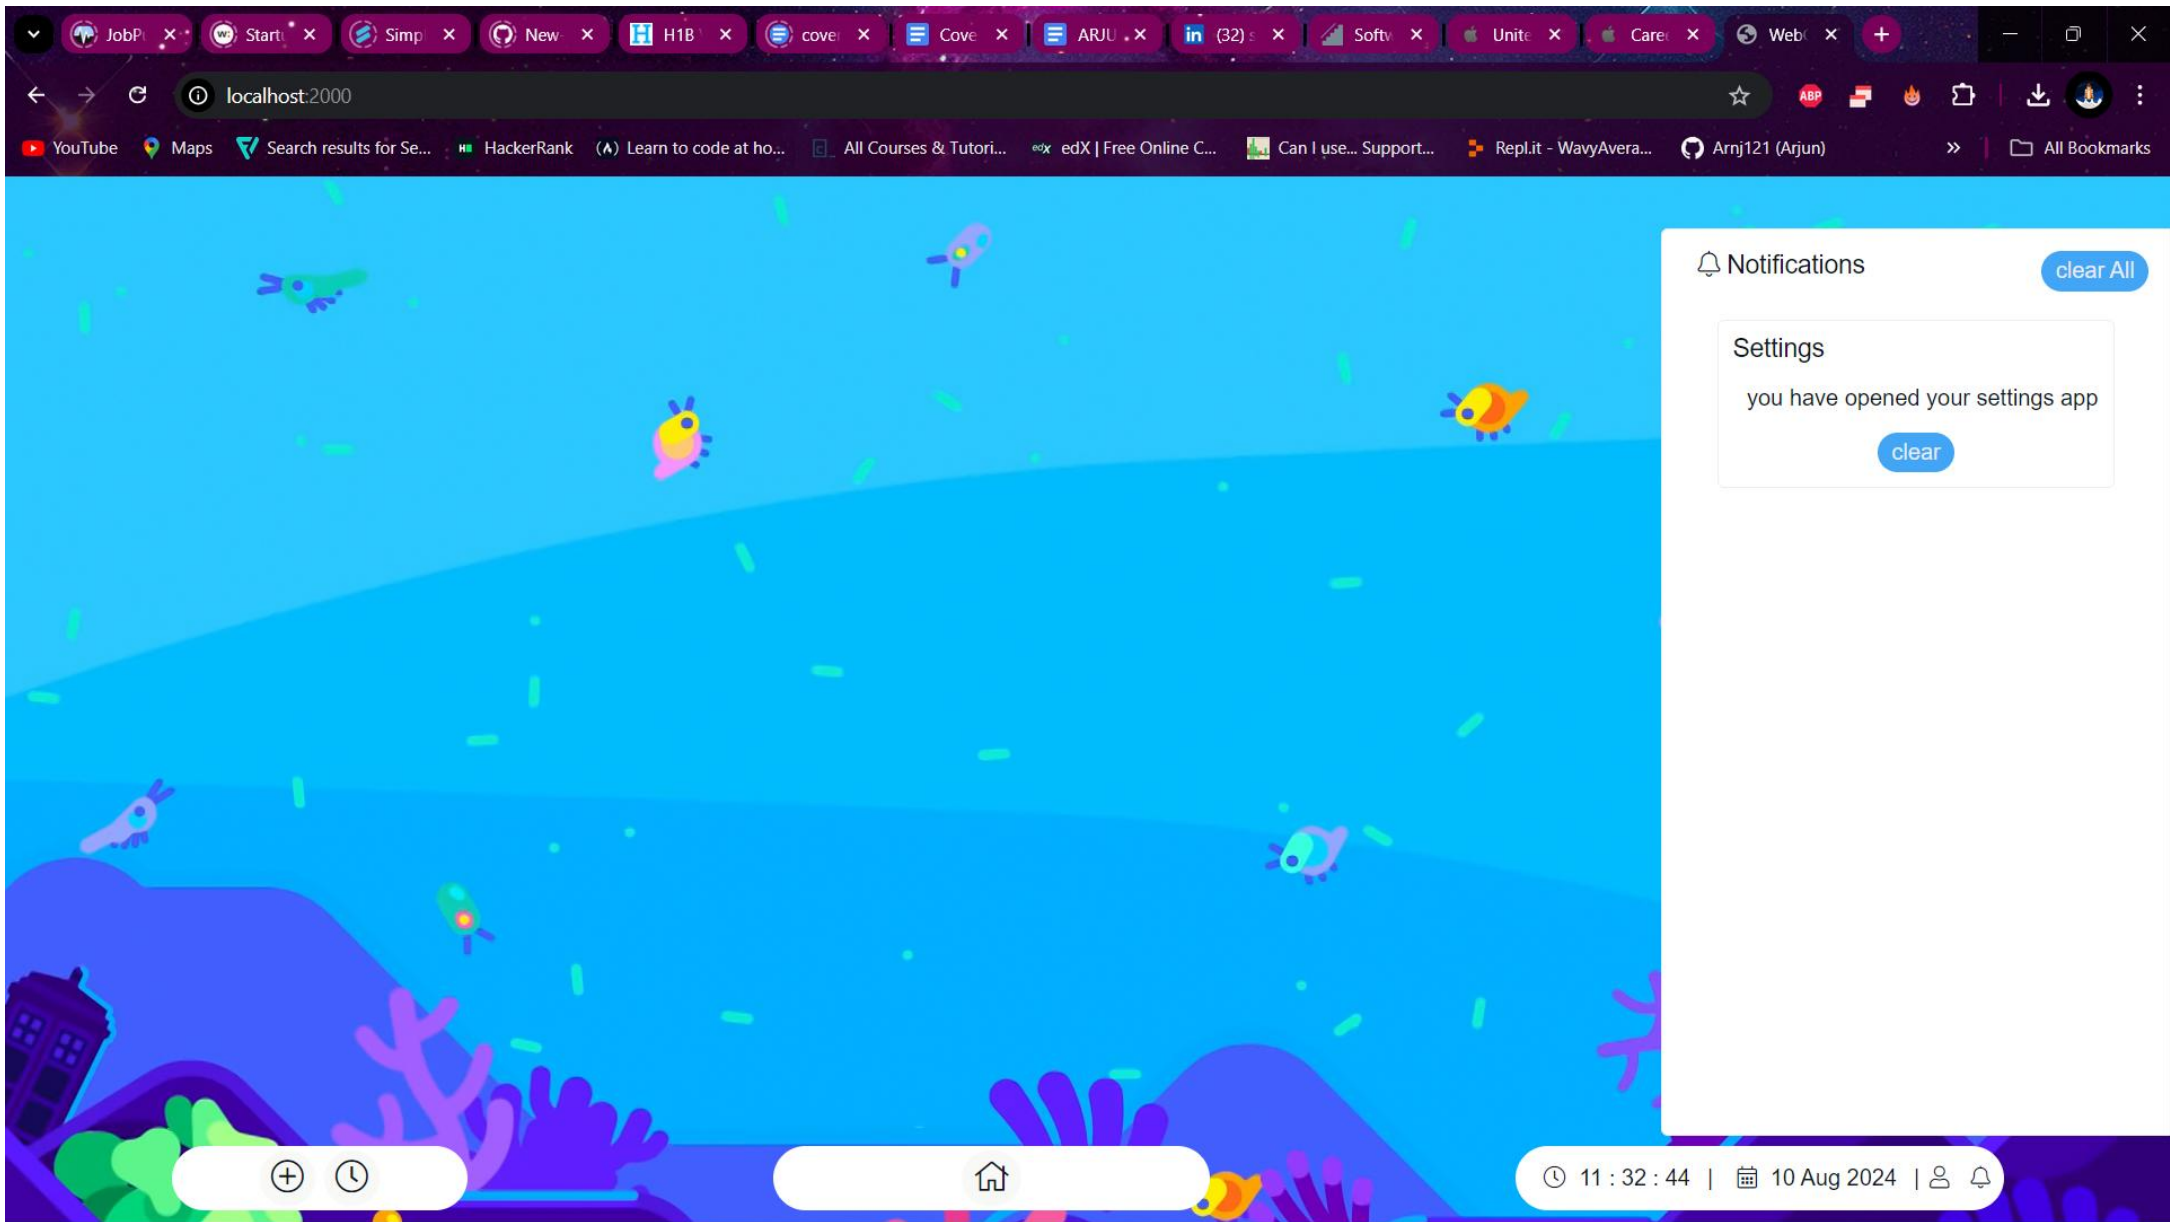 JobP
Start
Simp
New-
H1B
cove
Cove
ARJU
in (32) s
Softw
Unite
Care
Web
localhost:2000
ABP
YouTube
Maps
Search results for Se...
HackerRank
Learn to code at ho...
All Courses & Tutori...
edX | Free Online C...
Can I use... Support...
Repl.it - WavyAvera...
Arnj121 (Arjun)
All Bookmarks
Notifications
clear All
Settings
you have opened your settings app
clear
11 : 32 : 44 | 10 Aug 2024 |